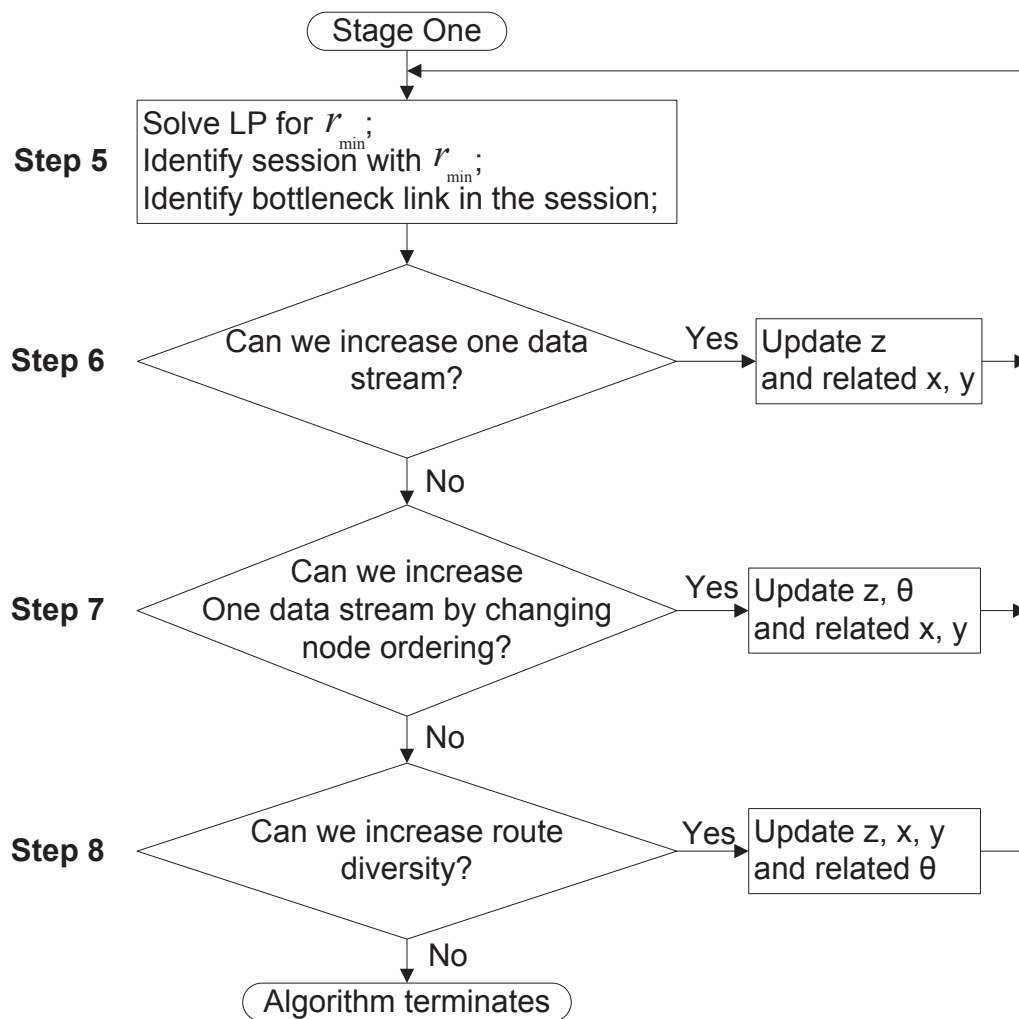 Stage One
Step 5
Solve LP for r_min;
Identify session with r_min;
Identify bottleneck link in the session;
Step 6
Can we increase one data
stream?
Yes
Update z
and related x, y
No
Step 7
Can we increase
One data stream by changing
node ordering?
Yes
Update z, θ
and related x, y
No
Step 8
Can we increase route
diversity?
Yes
Update z, x, y
and related θ
No
Algorithm terminates